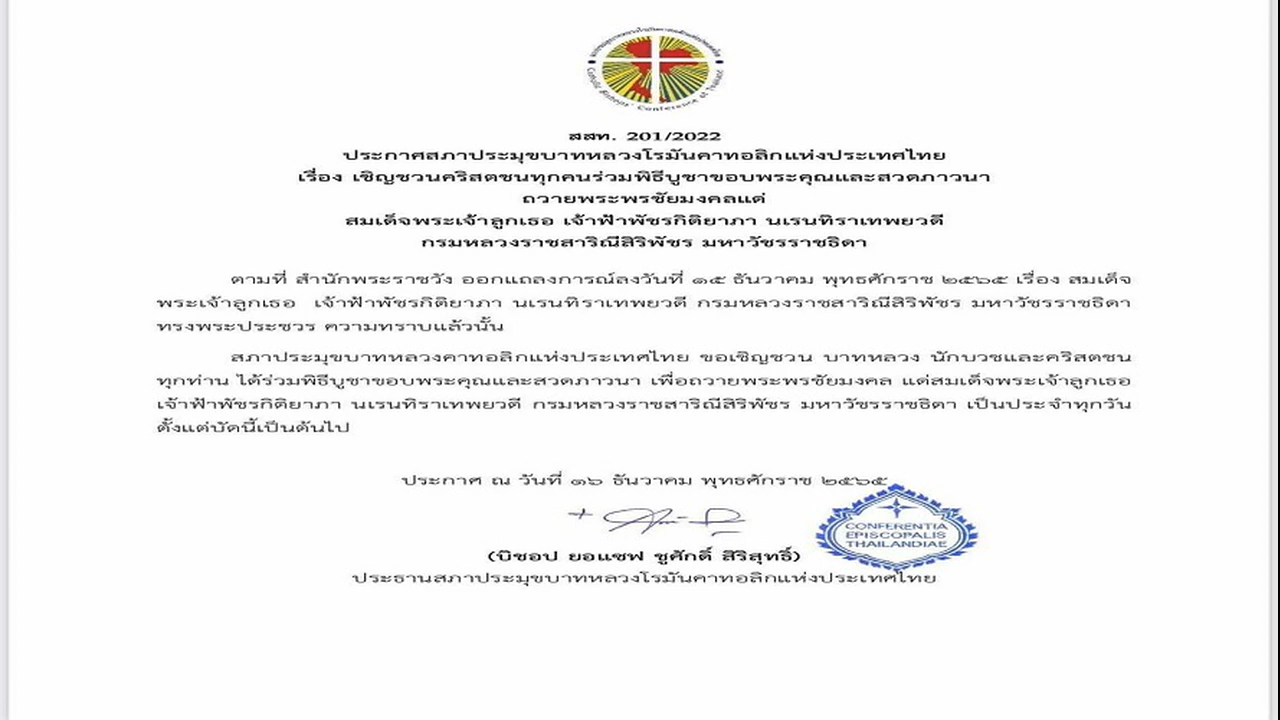 Catholic Bishops' Conference of Thailand
สสท. 201/2022
ประกาศสภาประมุขบาทหลวงโรมันคาทอลิกแห่งประเทศไทย
เรื่อง เชิญชวนคริสตชนทุกคนร่วมพิธีบูชาขอบพระคุณและสวดภาวนา
ถวายพระพรชัยมงคลแด่
สมเด็จพระเจ้าลูกเธอ เจ้าฟ้าพัชรกิติยาภา นเรนทิราเทพยวดี
กรมหลวงราชสาริณีสิริพัชร มหาวัชรราชธิดา
ตามที่ สำนักพระราชวัง ออกแถลงการณ์ลงวันที่ ๑๕ ธันวาคม พุทธศักราช ๒๕๖๕ เรื่อง สมเด็จ
พระเจ้าลูกเธอ เจ้าฟ้าพัชรกิติยาภา นเรนทิราเทพยวดี กรมหลวงราชสาริณีสิริพัชร มหาวัชรราชธิดา
ทรงพระประชวร ความทราบแล้วนั้น
สภาประมุขบาทหลวงคาทอลิกแห่งประเทศไทย ขอเชิญชวน บาทหลวง นักบวชและคริสตชน
ทุกท่าน ได้ร่วมพิธีบูชาขอบพระคุณและสวดภาวนา เพื่อถวายพระพรชัยมงคล แด่สมเด็จพระเจ้าลูกเธอ
เจ้าฟ้าพัชรกิติยาภา นเรนทิราเทพยวดี กรมหลวงราชสาริณีสิริพัชร มหาวัชรราชธิดา เป็นประจำทุกวัน
ตั้งแต่บัดนี้เป็นต้นไป
ประกาศ ณ วันที่ ๑๖ ธันวาคม พุทธศักราช ๒๕๖๕
CONFERENTIA
EPISCOPALIS
THAILANDIAE
(บิชอป ยอแซฟ ชูศักดิ์ สิริสุทธิ์)
ประธานสภาประมุขบาทหลวงโรมันคาทอลิกแห่งประเทศไทย